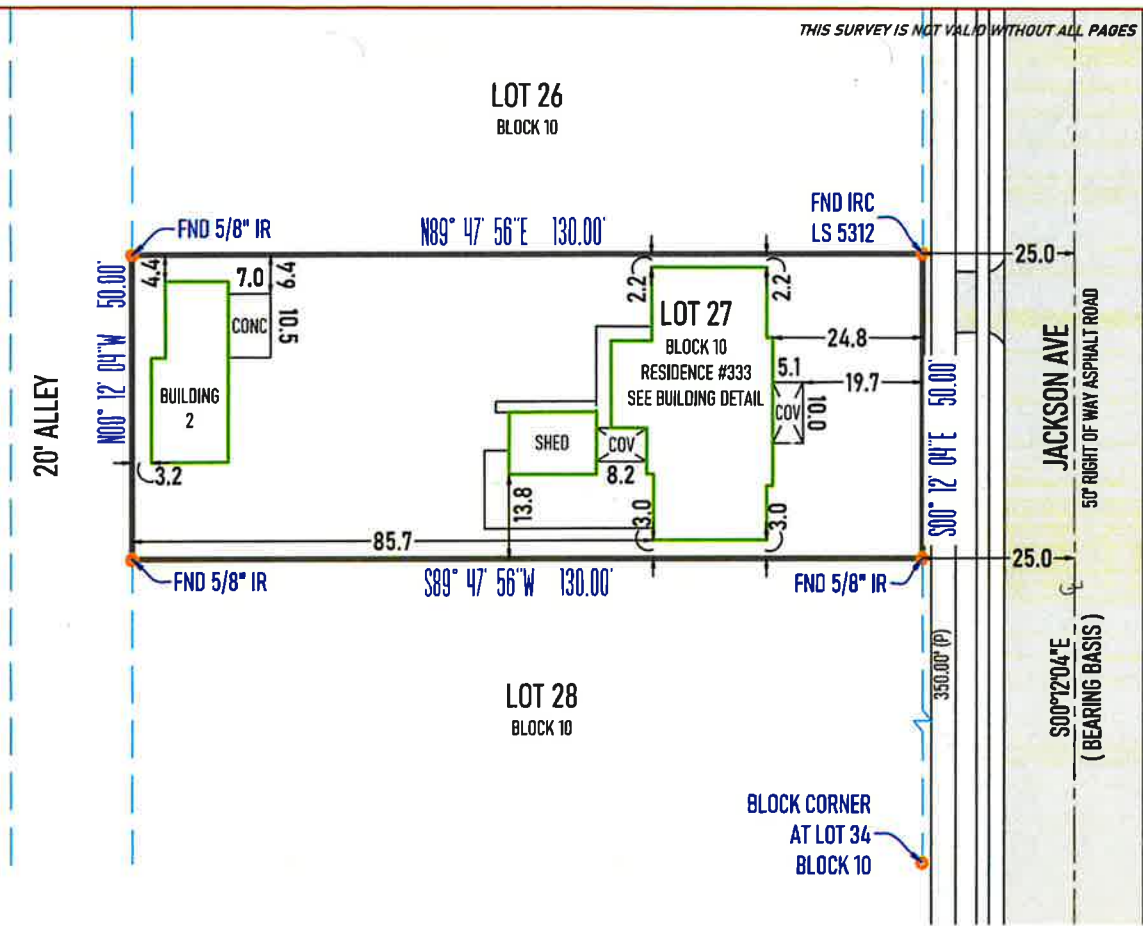 THIS SURVEY IS NOT VALID WITHOUT ALL PAGES
LOT 26
BLOCK 10
FND 5/8" IR
N89° 47' 56"E 130.00'
FND IRC
LS 5312
25.0
4.4
7.0
6.4
CONC
10.5
2.2
2.2
LOT 27
BLOCK 10
RESIDENCE #333
SEE BUILDING DETAIL
24.8
5.1
19.7
COV
10.0
N00° 12' 04"W 50.00'
20' ALLEY
BUILDING
2
3.2
SHED
COV
8.2
13.8
3.0
3.0
85.7
S00° 12' 04"E 50.00'
JACKSON AVE
50' RIGHT OF WAY ASPHALT ROAD
25.0
FND 5/8" IR
S89° 47' 56"W 130.00'
FND 5/8" IR
LOT 28
BLOCK 10
350.00' (P)
S00°12'04"E
( BEARING BASIS )
BLOCK CORNER
AT LOT 34
BLOCK 10